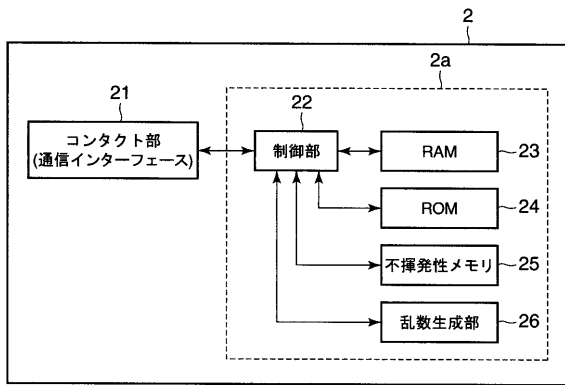 2
2a
21
コンタクト部
(通信インターフェース)
22
制御部
RAM
23
ROM
24
不揮発性メモリ
25
乱数生成部
26